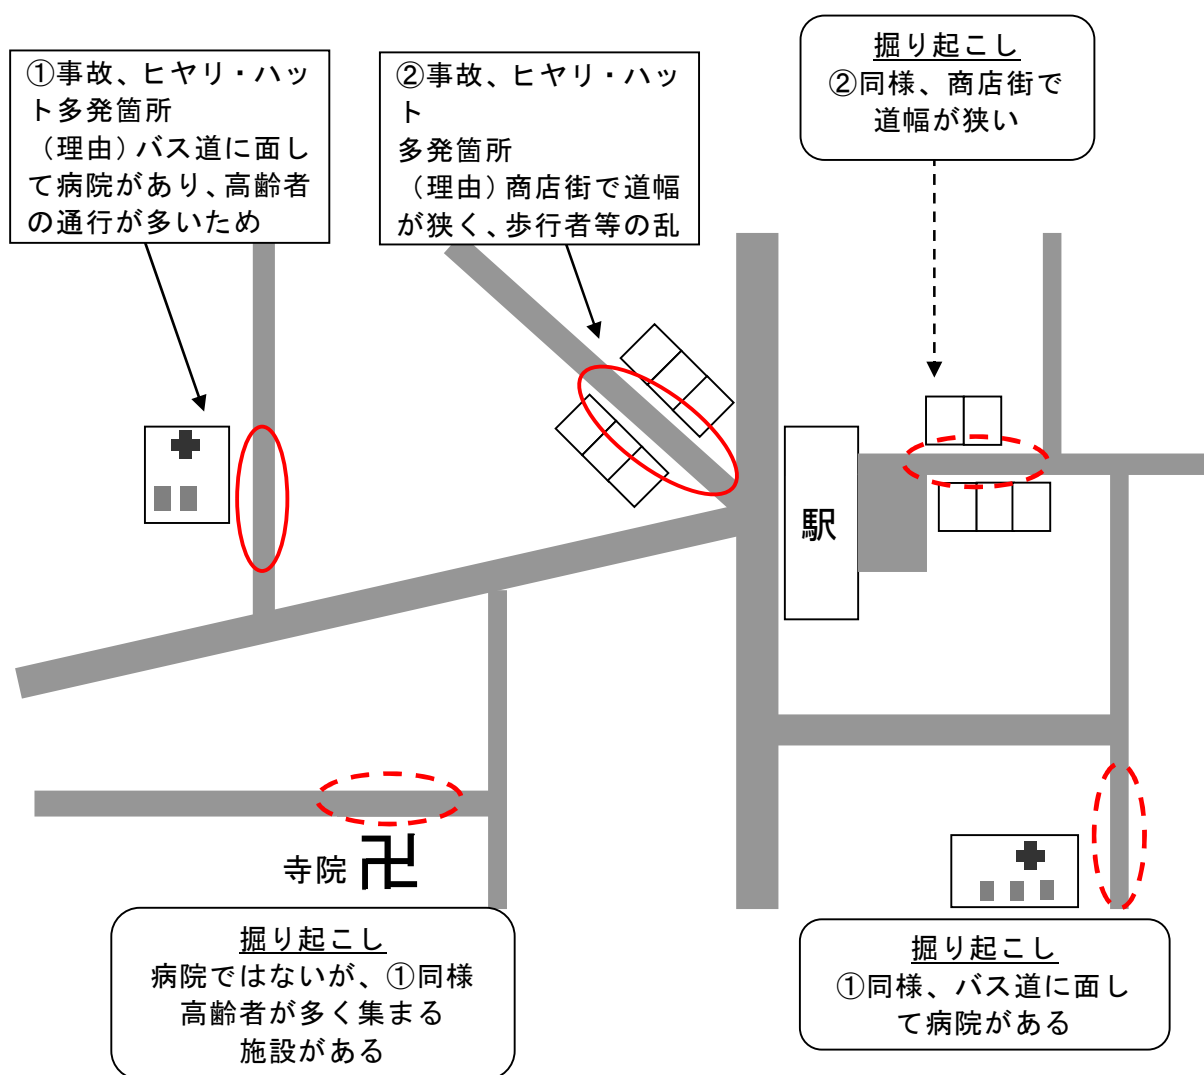 ①事故、ヒヤリ・ハッ
ト多発箇所
（理由）バス道に面し
て病院があり、高齢者
の通行が多いため
②事故、ヒヤリ・ハッ
ト
多発箇所
（理由）商店街で道幅
が狭く、歩行者等の乱
掘り起こし
②同様、商店街で
道幅が狭い
駅
寺院 卍
掘り起こし
病院ではないが、①同様
高齢者が多く集まる
施設がある
掘り起こし
①同様、バス道に面し
て病院がある